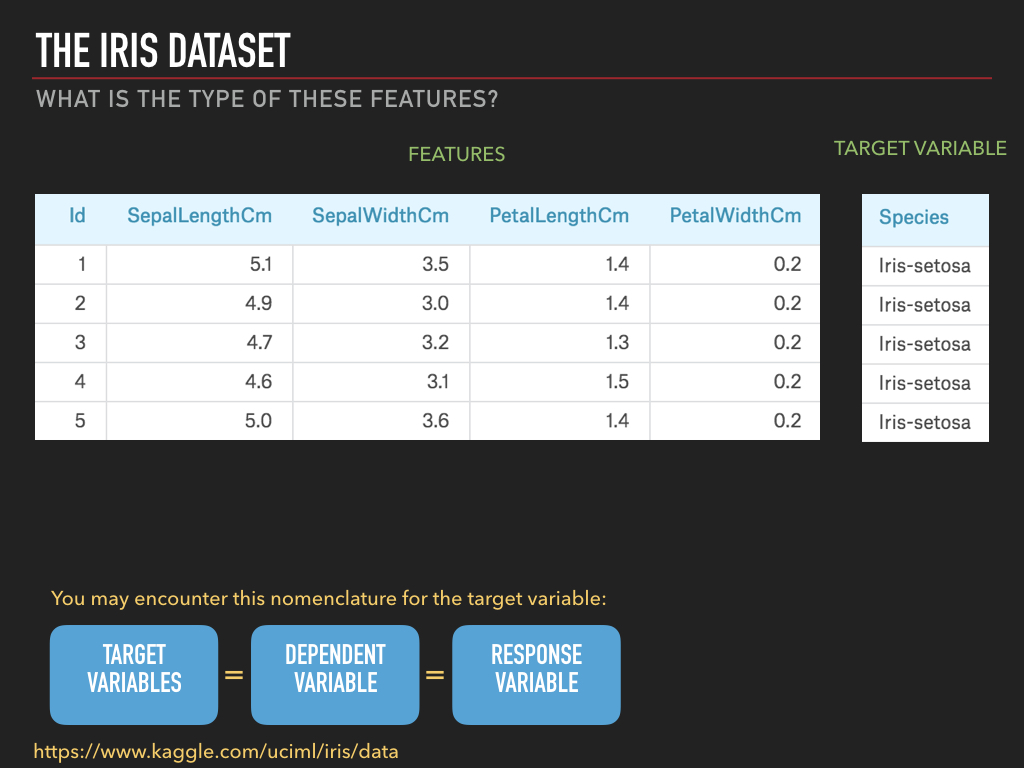 THE IRIS DATASET
WHAT IS THE TYPE OF THESE FEATURES?
FEATURES
TARGET VARIABLE
Id SepalLengthCm SepalWidthCm PetalLengthCm PetalWidthCm Species
1 5.1 3.5 1.4 0.2 Iris-setosa
2 4.9 3.0 1.4 0.2 Iris-setosa
3 4.7 3.2 1.3 0.2 Iris-setosa
4 4.6 3.1 1.5 0.2 Iris-setosa
5 5.0 3.6 1.4 0.2 Iris-setosa
You may encounter this nomenclature for the target variable:
TARGET
VARIABLES
=
DEPENDENT
VARIABLE
=
RESPONSE
VARIABLE
https://www.kaggle.com/uciml/iris/data